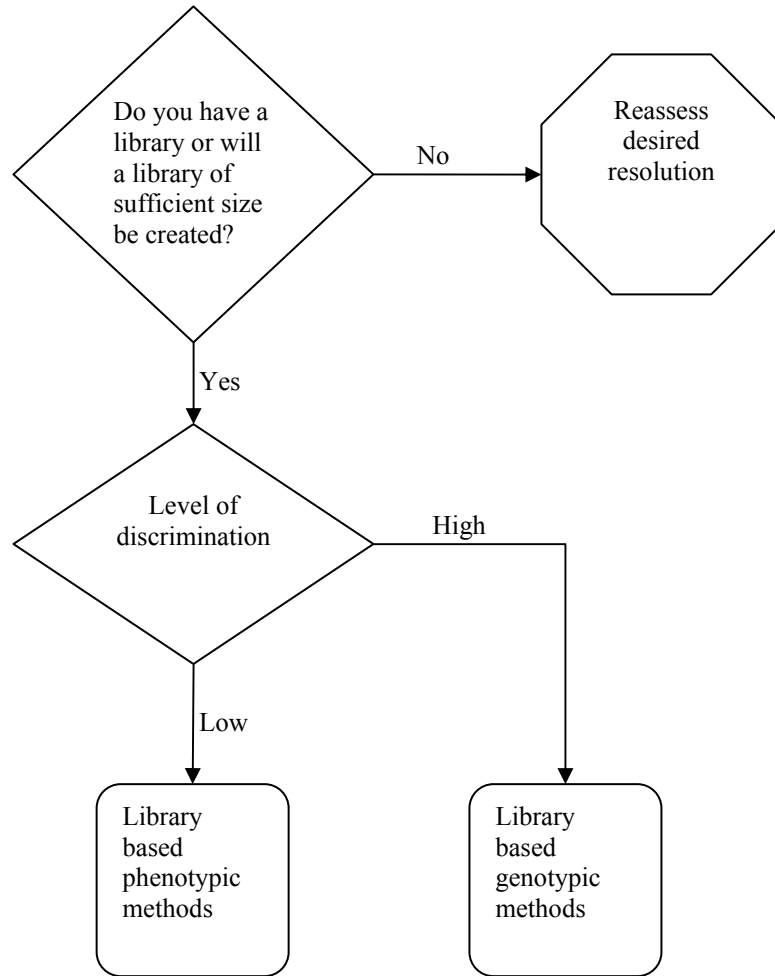 Do you have a
library or will
a library of
sufficient size
be created?
No
Reassess
desired
resolution
Yes
Level of
discrimination
High
Low
Library
based
phenotypic
methods
Library
based
genotypic
methods